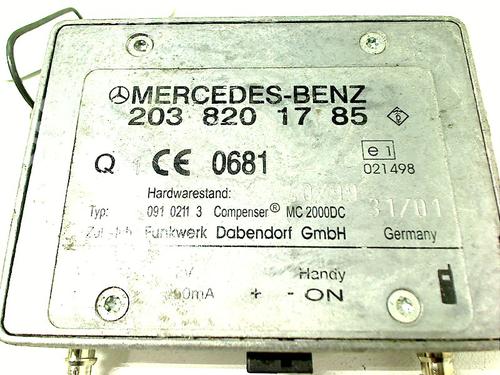 MERCEDES-BENZ
203 820 17 85
Q CE 0681
e1
021498
Hardwarestand:
31/01
Typ: 091 0211 3 Compenser® MC 2000DC
Funkwerk Dabendorf GmbH Germany
Handy
+ - ON